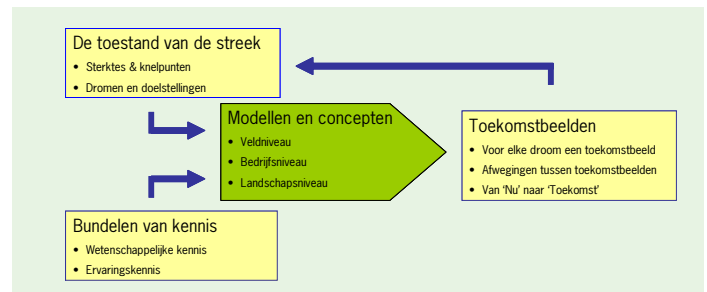 De toestand van de streek
• Sterktes & knelpunten
• Dromen en doelstellingen
Modellen en concepten
• Veldniveau
• Bedrijfsniveau
• Landschapsniveau
Toekomstbeelden
• Voor elke droom een toekomstbeeld
• Afwegingen tussen toekomstbeelden
• Van ‘Nu’ naar ‘Toekomst’
Bundelen van kennis
• Wetenschappelijke kennis
• Ervaringskennis